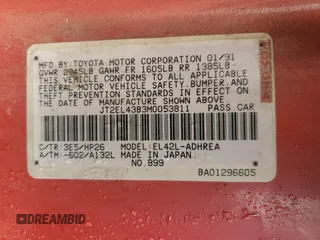 MFD.BY:TOYOTA MOTOR CORPORATION 01/91
GVWR 2945LB GAWR FR 1605LB RR 1385LB
THIS VEHICLE CONFORMS TO ALL APPLICABLE
FEDERAL MOTOR VEHICLE SAFETY, BUMPER,AND
THEFT PREVENTION STANDARDS IN EFFECT ON
THE DATE OF MANUFACTURE SHOWN ABOVE.
JT2EL43B3M0053811 PASS.CAR
C/TR:3E5/HP26 MODEL:EL42L-ADHREA
A/TM:-602/A132L MADE IN JAPAN
NO.899
BA01296605
DREAMBID